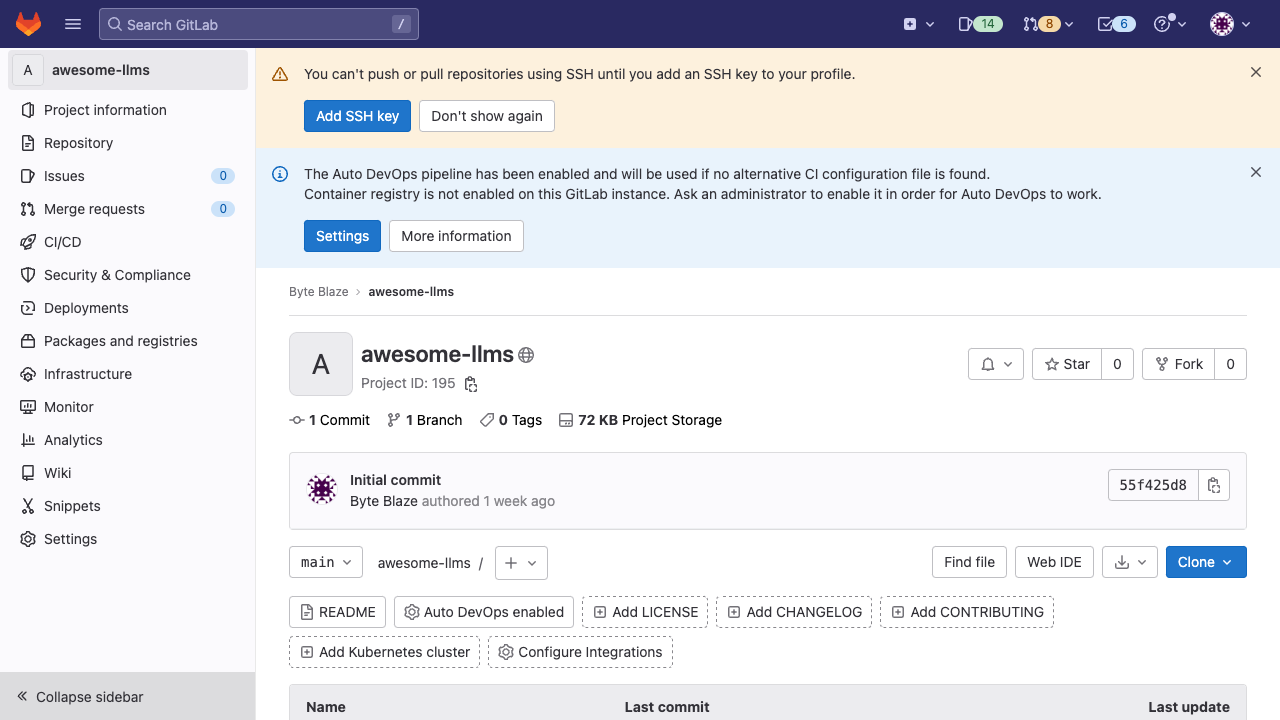 Search GitLab
/
14
8
6
A
awesome-llms
Project information
Repository
Issues
0
Merge requests
0
CI/CD
Security & Compliance
Deployments
Packages and registries
Infrastructure
Monitor
Analytics
Wiki
Snippets
Settings
Collapse sidebar
You can't push or pull repositories using SSH until you add an SSH key to your profile.
Add SSH key
Don't show again
The Auto DevOps pipeline has been enabled and will be used if no alternative CI configuration file is found.
Container registry is not enabled on this GitLab instance. Ask an administrator to enable it in order for Auto DevOps to work.
Settings
More information
Byte Blaze
awesome-llms
A
awesome-llms
Project ID: 195
Star
0
Fork
0
1 Commit
1 Branch
0 Tags
72 KB Project Storage
Initial commit
Byte Blaze authored 1 week ago
55f425d8
main
awesome-llms /
Find file
Web IDE
Clone
README
Auto DevOps enabled
Add LICENSE
Add CHANGELOG
Add CONTRIBUTING
Add Kubernetes cluster
Configure Integrations
Name
Last commit
Last update